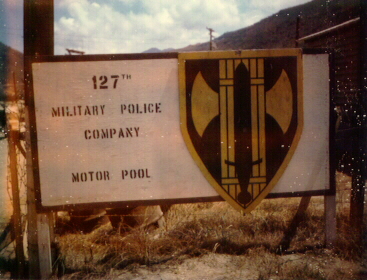 127TH
MILITARY POLICE
COMPANY
MOTOR POOL